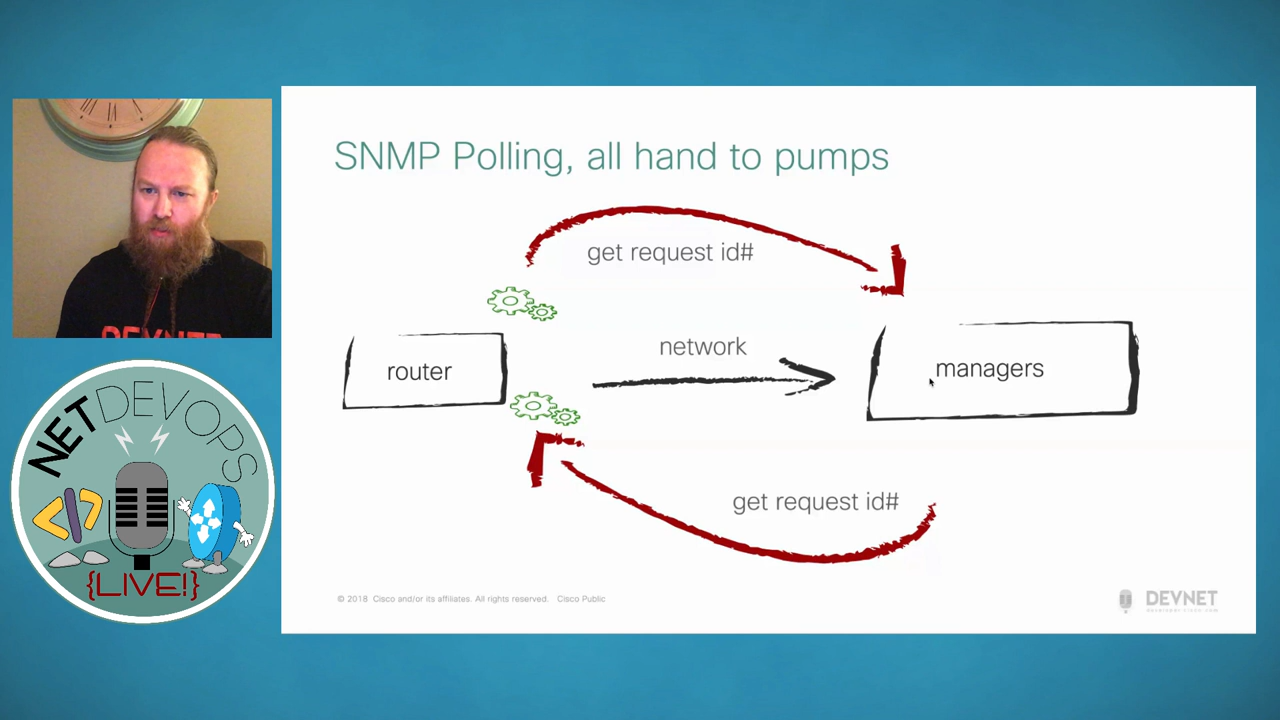 SNMP Polling, all hand to pumps
get request id#
network
router
managers
get request id#
© 2018 Cisco and/or its affiliates. All rights reserved. Cisco Public
DEVNET
DEVNET
NETDEVOPS
{LIVE!}